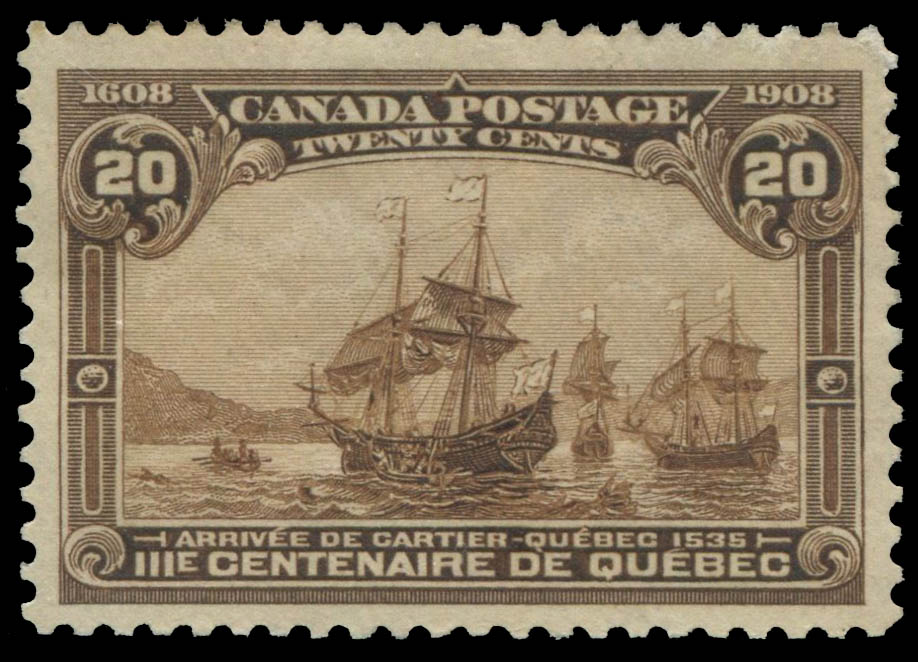 1608 1908
CANADA POSTAGE
TWENTY CENTS
20 20
ARRIVÉE DE CARTIER-QUÉBEC 1535
IIIE CENTENAIRE DE QUÉBEC